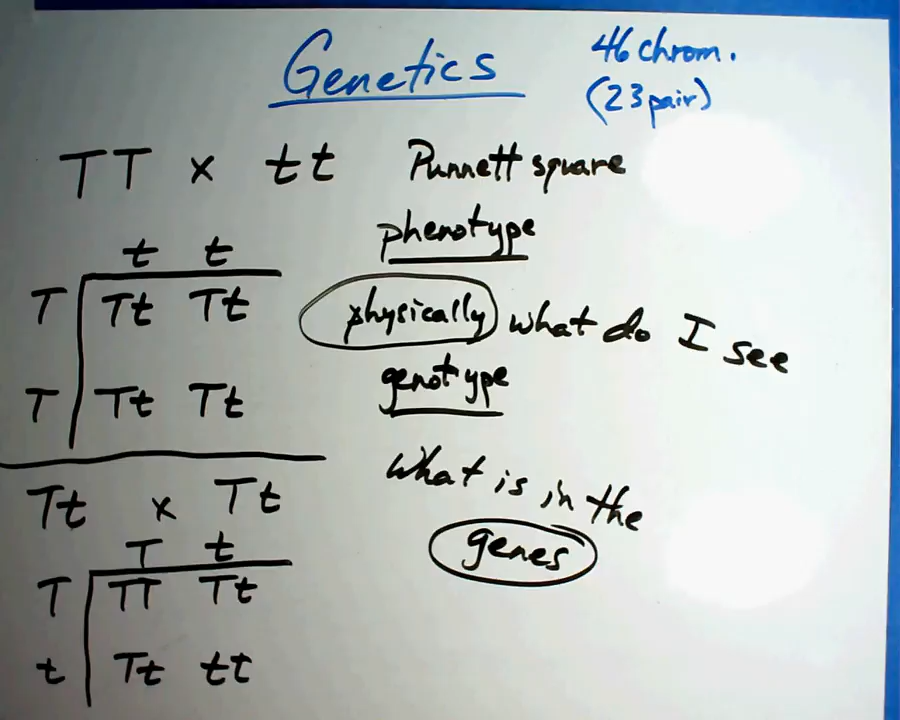 Genetics
46 chrom.
(23 pair)
TT x tt
Punnett square
t t
T Tt Tt
T Tt Tt
phenotype
physically what do I see
genotype
What is in the
genes
Tt x Tt
T t
T TT Tt
t Tt tt